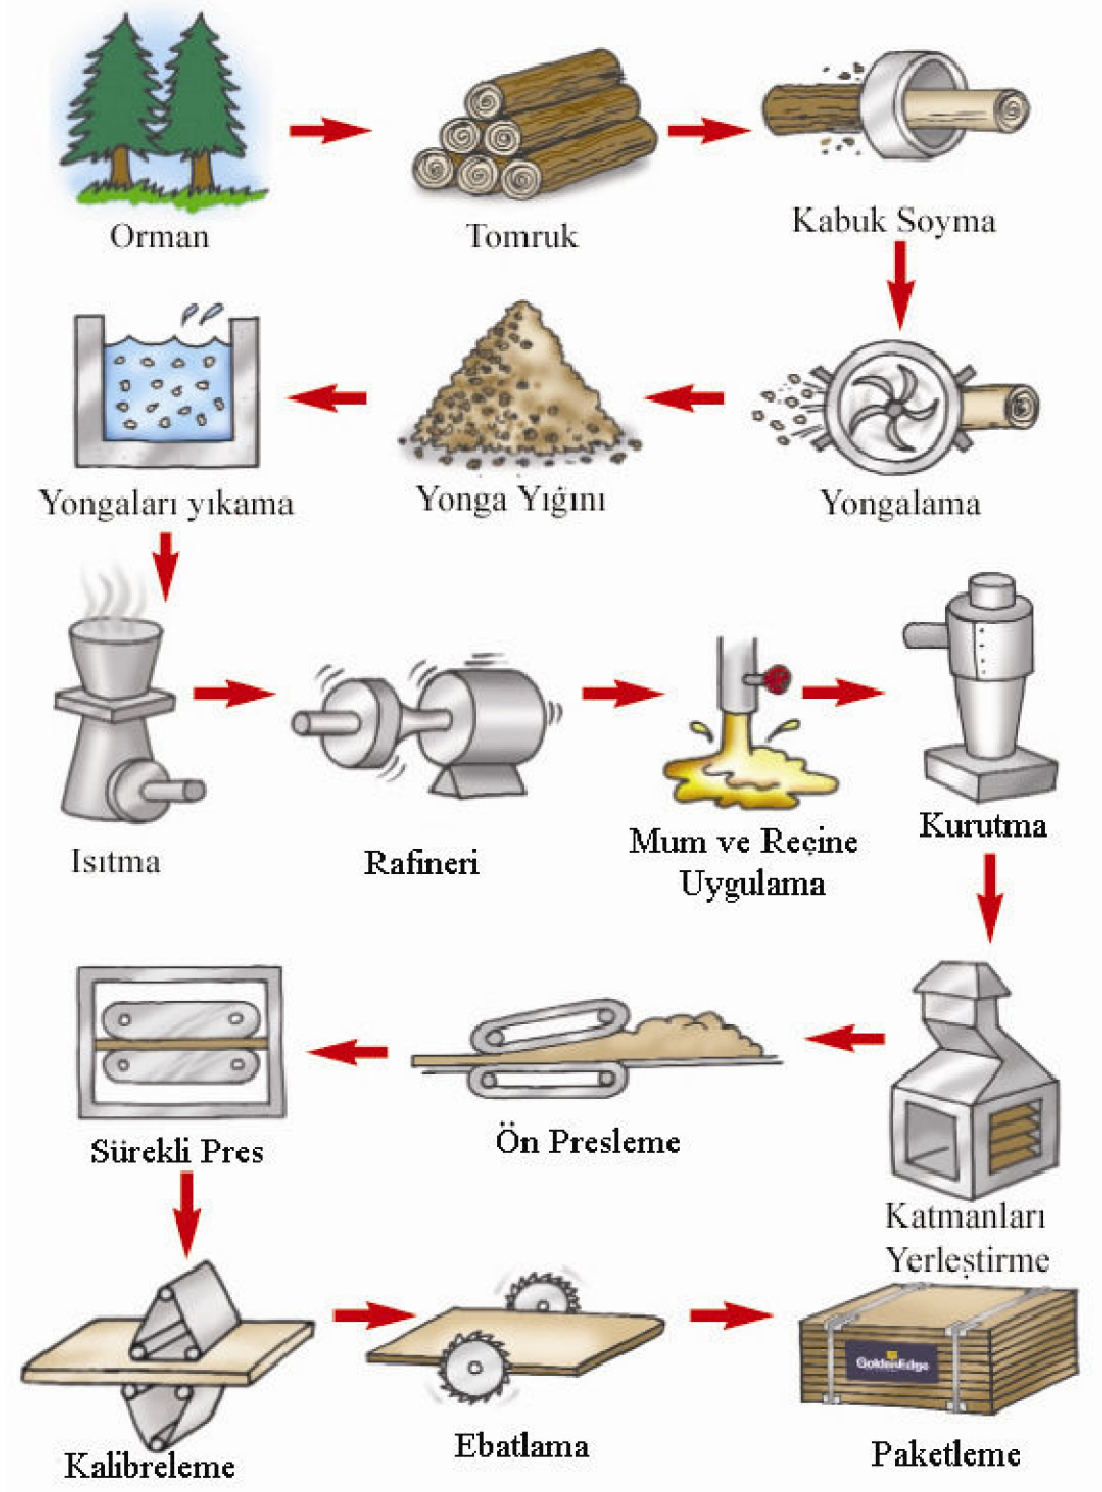 Orman
Tomruk
Kabuk Soyma
Yongaları yıkama
Yonga Yığını
Yongalama
Isıtma
Rafineri
Mum ve Reçine
Uygulama
Kurutma
Sürekli Pres
Ön Presleme
Katmanları
Yerleştirme
Kalibreleme
Ebatlama
GoldenEdge
Paketleme